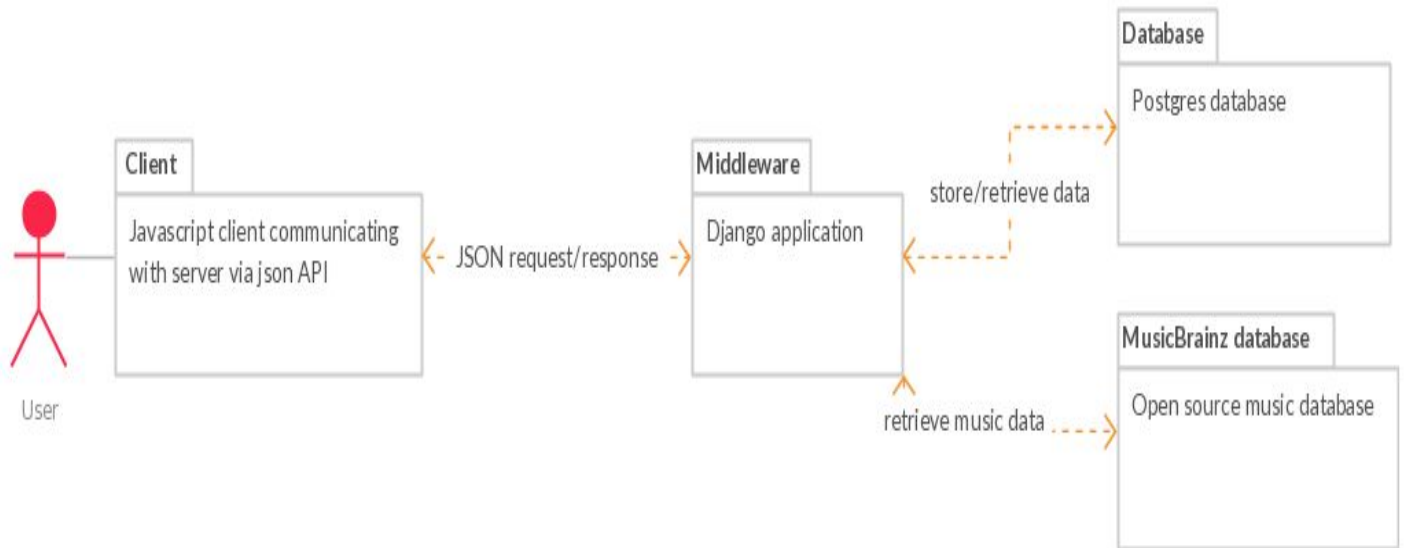 Database
Postgres database
Client
Javascript client communicating
with server via json API
Middleware
Django application
store/retrieve data
JSON request/response
MusicBrainz database
Open source music database
retrieve music data
User